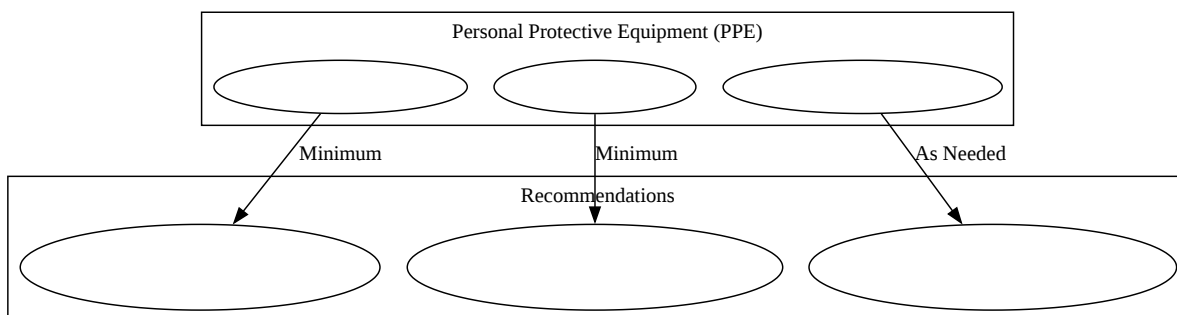 Personal Protective Equipment (PPE)
Minimum
Minimum
As Needed
Recommendations